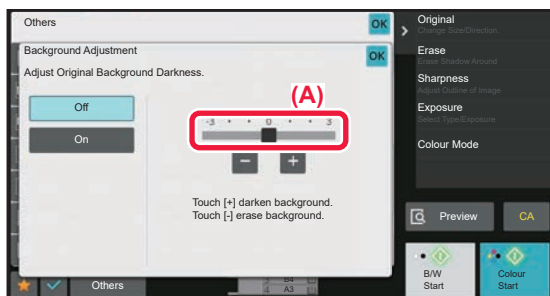 Others
OK
Background Adjustment
OK
Adjust Original Background Darkness.
Off
On
(A)
-3 • • 0 • • 3
-
+
Touch [+] darken background.
Touch [-] erase background.
Others
B4
4 A3
Original
Change Size/Direction
Erase
Erase Shadow Around
Sharpness
Adjust Outline of Image
Exposure
Select Type/Exposure
Colour Mode
Preview
CA
B/W
Start
Colour
Start